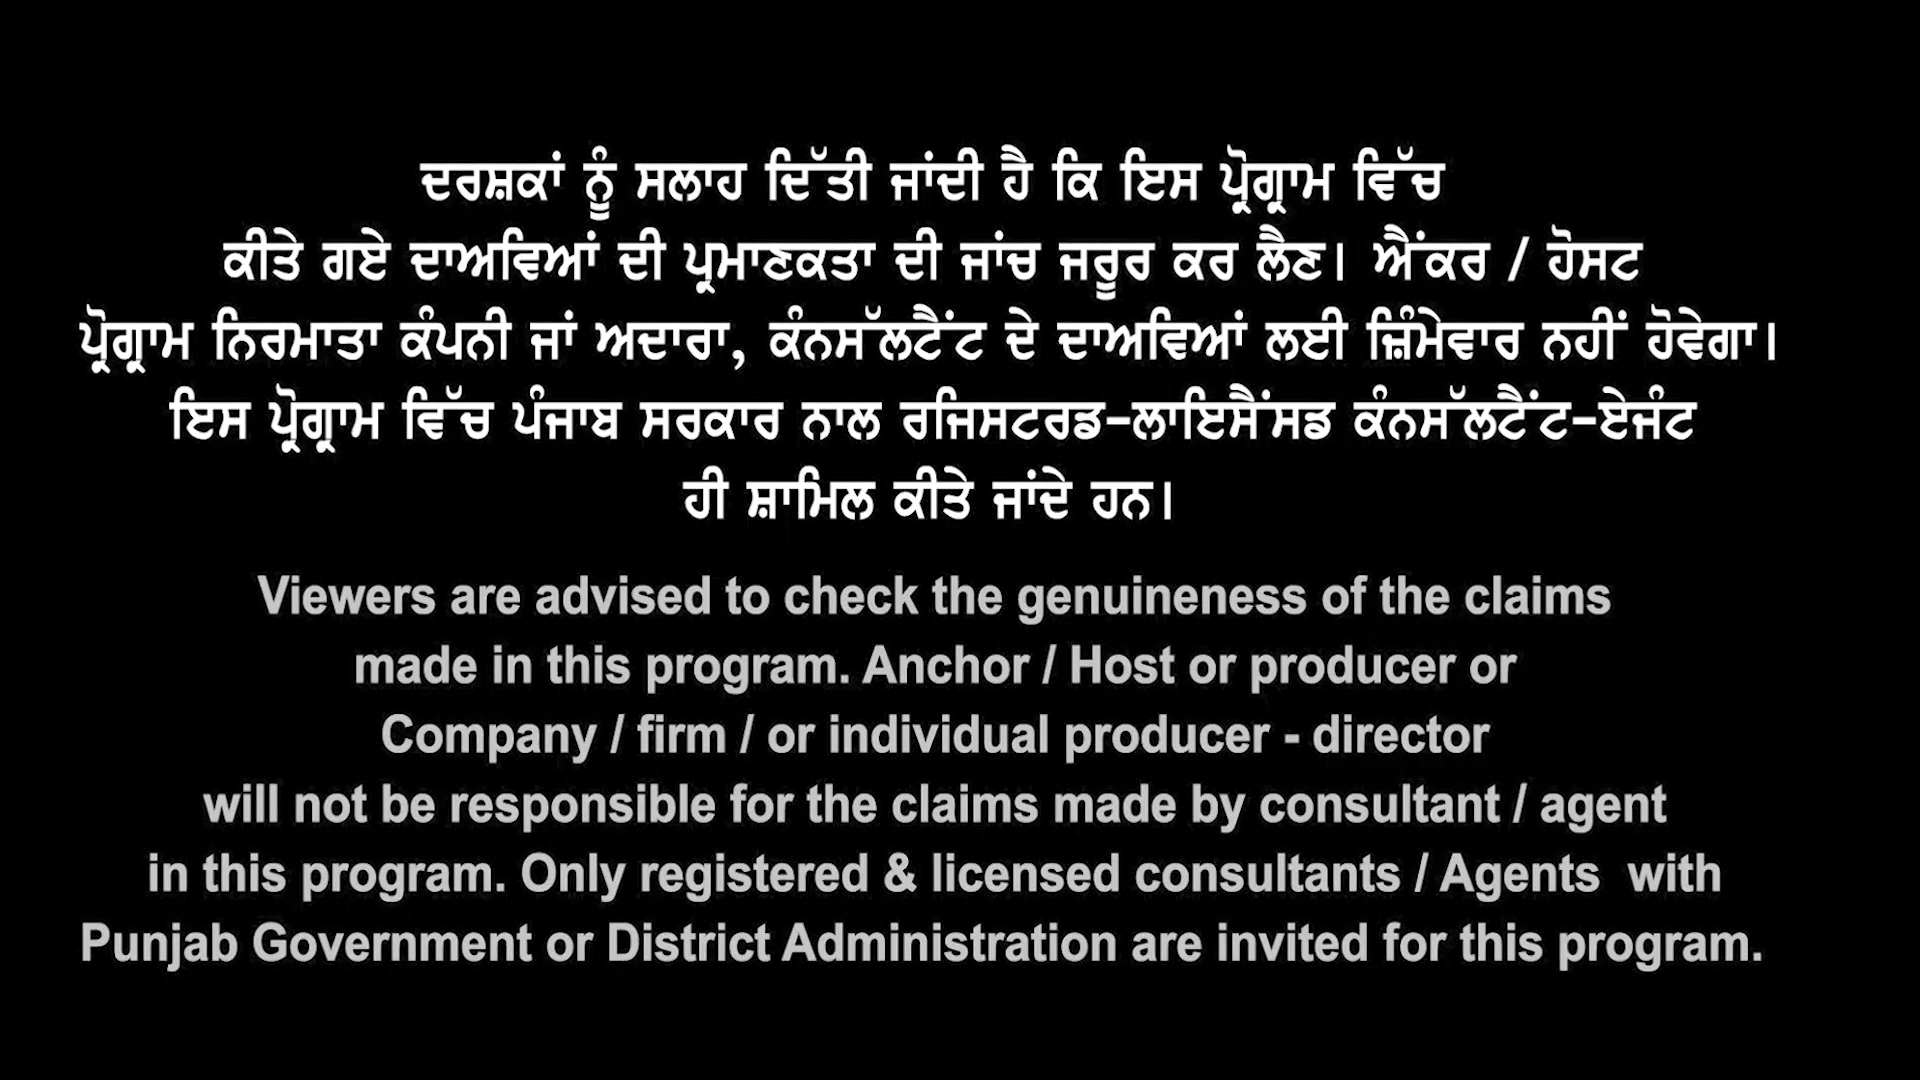 ਦਰਸ਼ਕਾਂ ਨੂੰ ਸਲਾਹ ਦਿੱਤੀ ਜਾਂਦੀ ਹੈ ਕਿ ਇਸ ਪ੍ਰੋਗ੍ਰਾਮ ਵਿੱਚ
ਕੀਤੇ ਗਏ ਦਾਅਵਿਆਂ ਦੀ ਪ੍ਰਮਾਣਕਤਾ ਦੀ ਜਾਂਚ ਜਰੂਰ ਕਰ ਲੈਣ। ਐਂਕਰ / ਹੋਸਟ
ਪ੍ਰੋਗ੍ਰਾਮ ਨਿਰਮਾਤਾ ਕੰਪਨੀ ਜਾਂ ਅਦਾਰਾ, ਕੰਨਸੱਲਟੈਂਟ ਦੇ ਦਾਅਵਿਆਂ ਲਈ ਜ਼ਿੰਮੇਵਾਰ ਨਹੀਂ ਹੋਵੇਗਾ।
ਇਸ ਪ੍ਰੋਗ੍ਰਾਮ ਵਿੱਚ ਪੰਜਾਬ ਸਰਕਾਰ ਨਾਲ ਰਜਿਸਟਰਡ-ਲਾਇਸੈਂਸਡ ਕੰਨਸੱਲਟੈਂਟ-ਏਜੰਟ
ਹੀ ਸ਼ਾਮਿਲ ਕੀਤੇ ਜਾਂਦੇ ਹਨ।
Viewers are advised to check the genuineness of the claims
made in this program. Anchor / Host or producer or
Company / firm / or individual producer - director
will not be responsible for the claims made by consultant / agent
in this program. Only registered & licensed consultants / Agents  with
Punjab Government or District Administration are invited for this program.